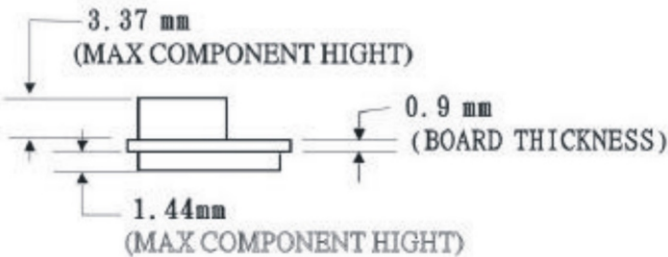 3.37 mm
(MAX COMPONENT HIGHT)
0.9 mm
(BOARD THICKNESS)
1.44mm
(MAX COMPONENT HIGHT)